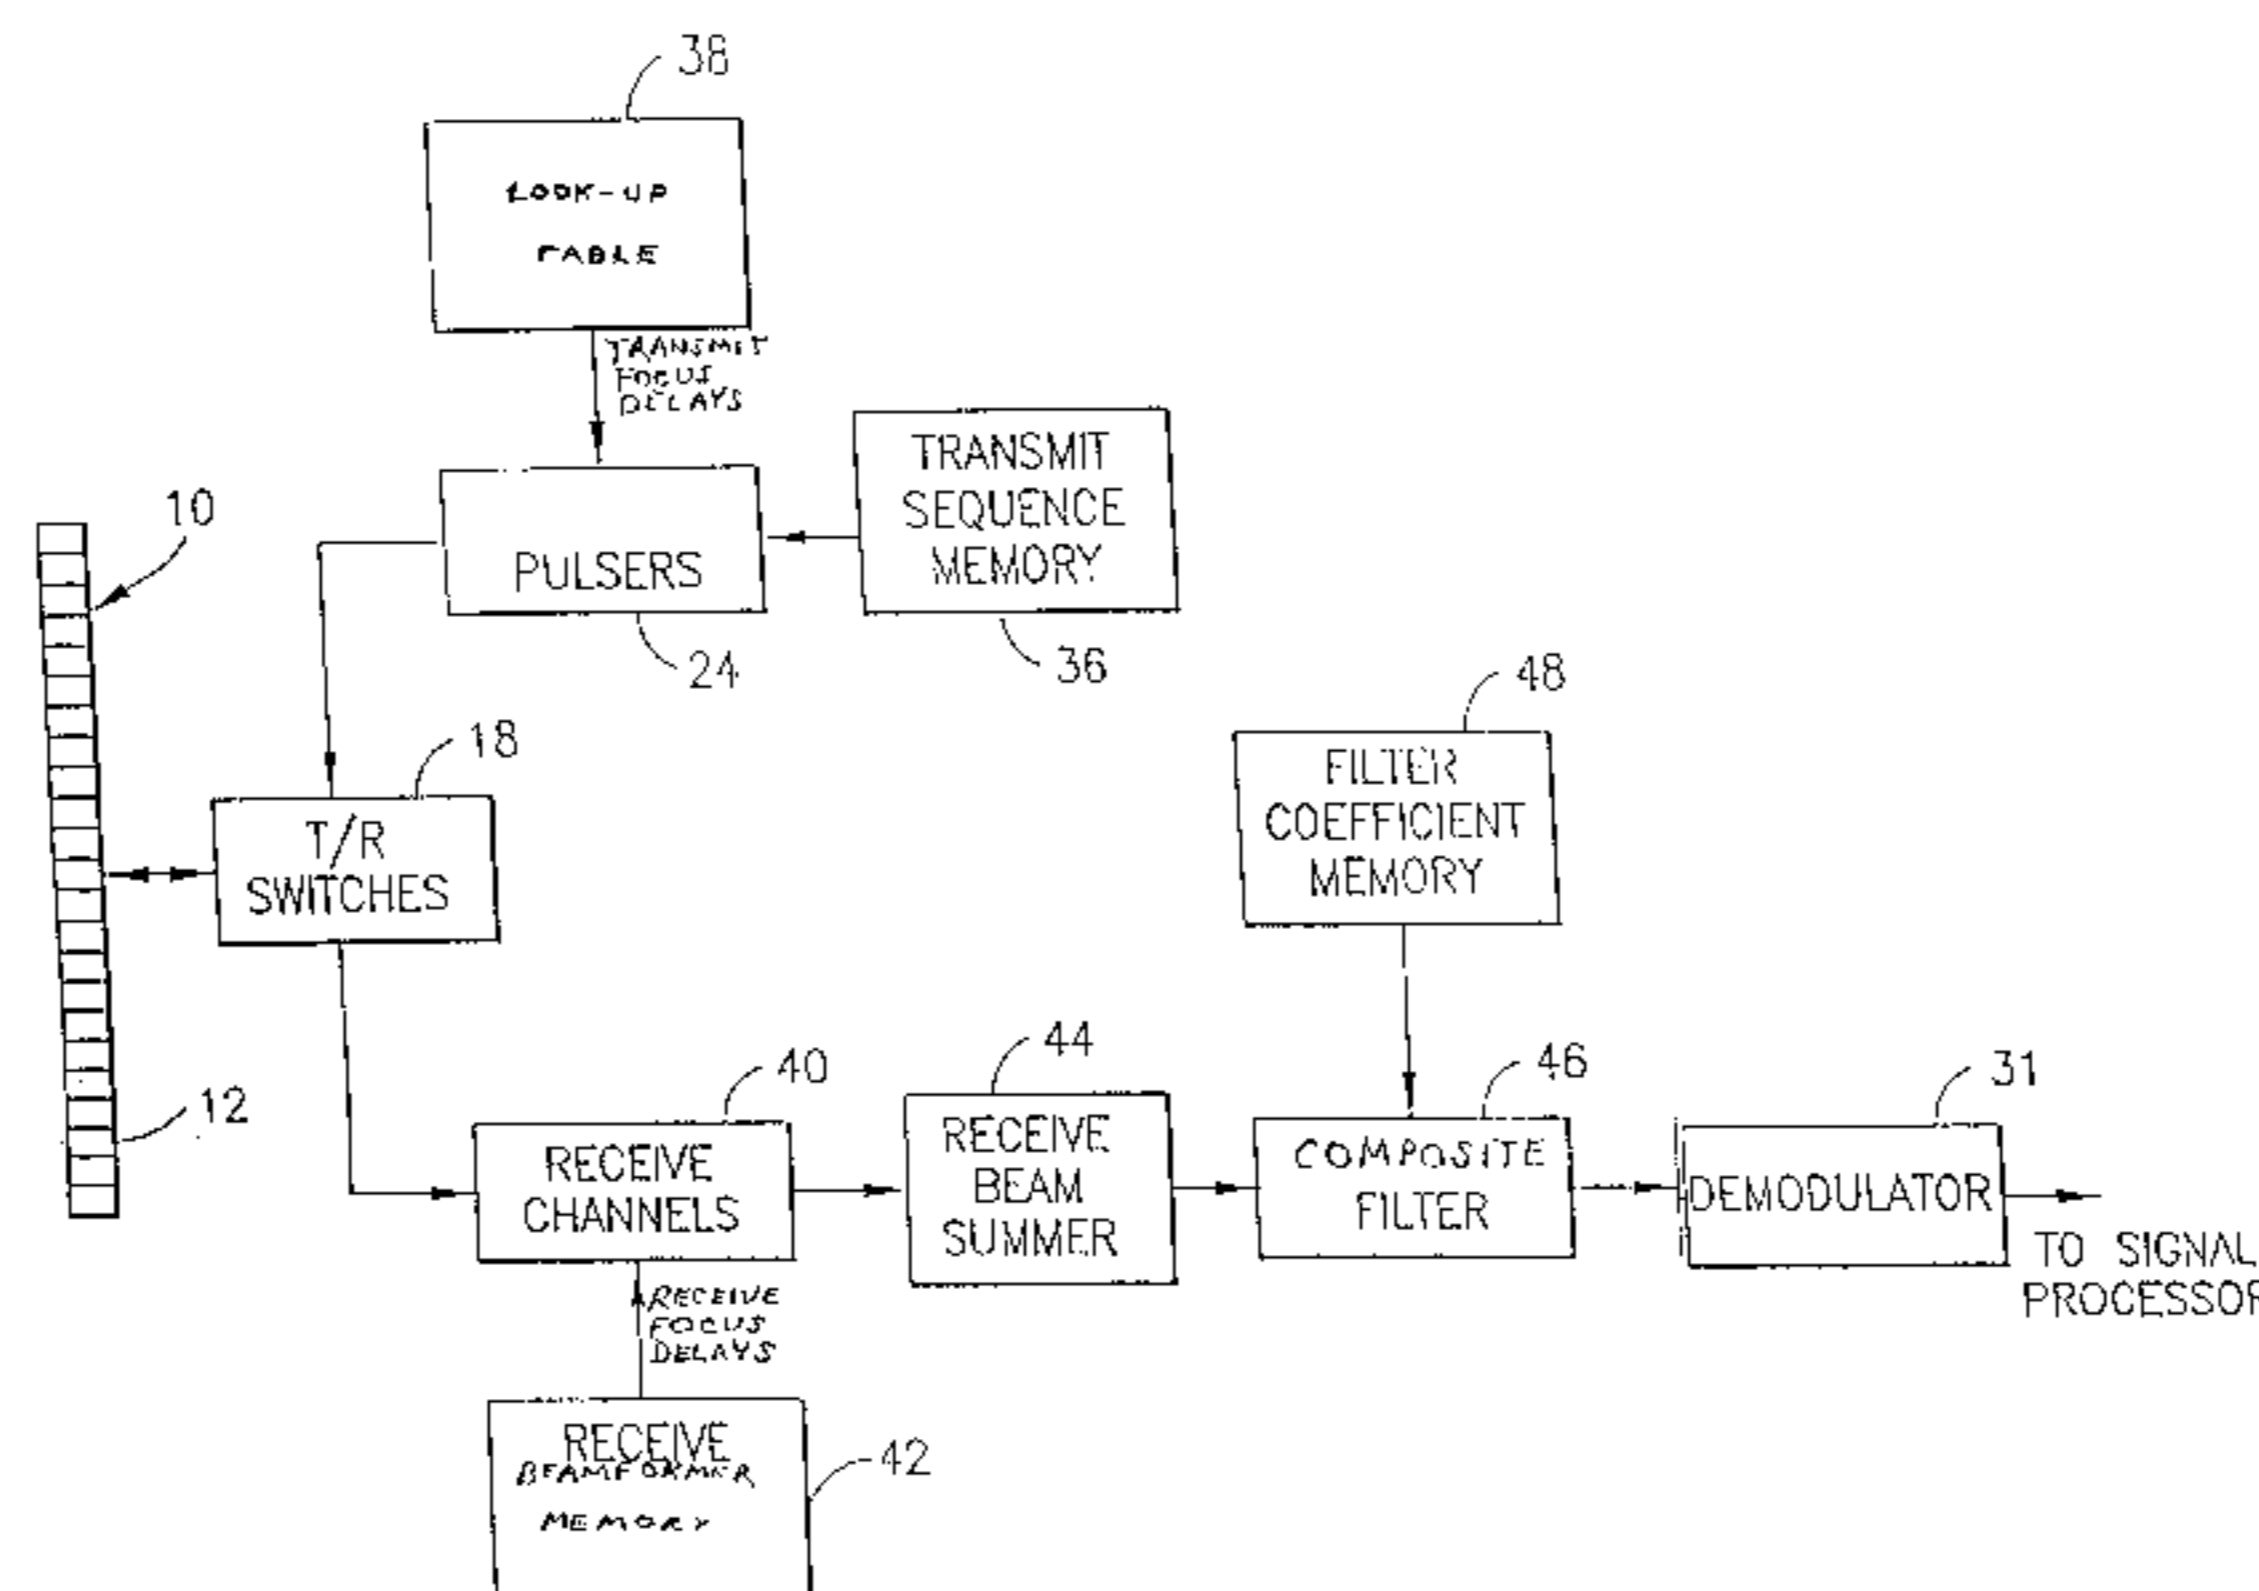 38
LOOK-UP
TABLE
TRANSMIT
FOCUS
DELAYS
TRANSMIT
SEQUENCE
MEMORY
10
PULSERS
24
36
48
18
FILTER
COEFFICIENT
MEMORY
T/R
SWITCHES
44
46
31
40
12
RECEIVE
BEAM
SUMMER
COMPOSITE
FILTER
RECEIVE
CHANNELS
DEMODULATOR
TO SIGNAL
PROCESSOR
RECEIVE
FOCUS
DELAYS
RECEIVE
BEAMFORMER
MEMORY
42